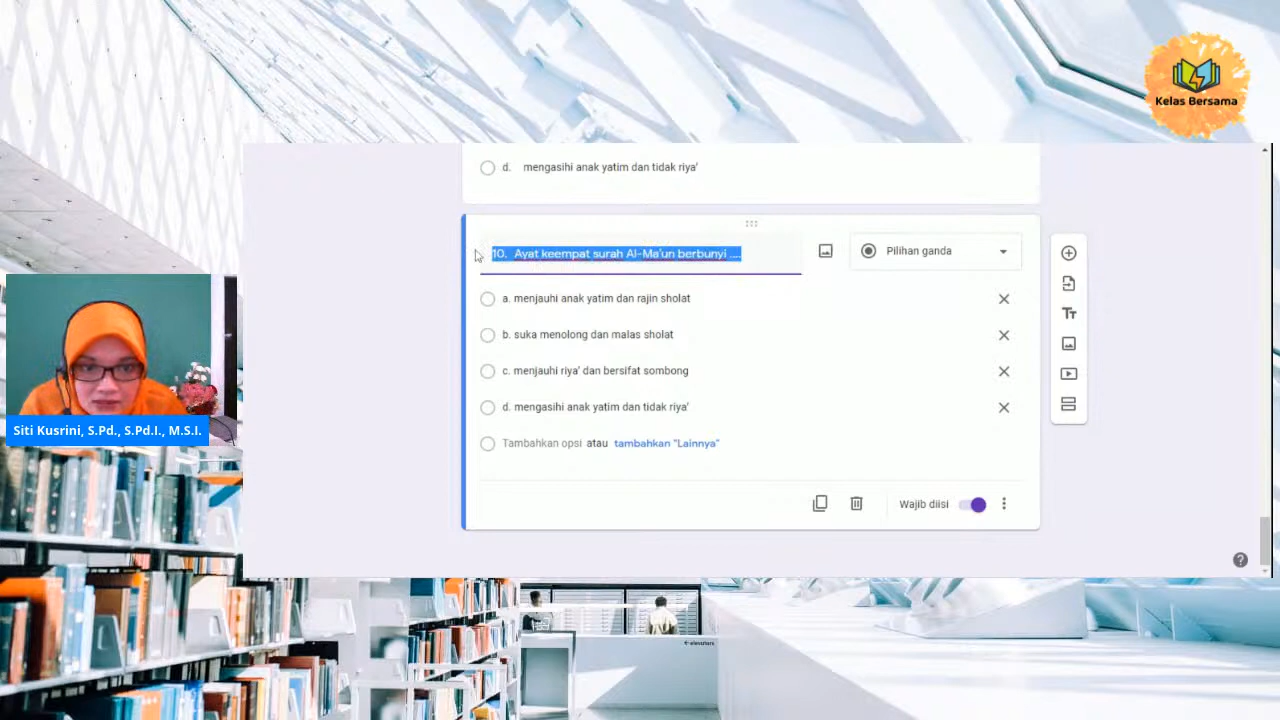 Kelas Bersama
d. mengasihi anak yatim dan tidak riya'
10. Ayat keempat surah Al-Ma'un berbunyi ....
Pilihan ganda
a. menjauhi anak yatim dan rajin sholat
b. suka menolong dan malas sholat
c. menjauhi riya' dan bersifat sombong
d. mengasihi anak yatim dan tidak riya'
Tambahkan opsi atau tambahkan "Lainnya"
Wajib diisi
Siti Kusrini, S.Pd., S.Pd.I., M.S.I.
elevators